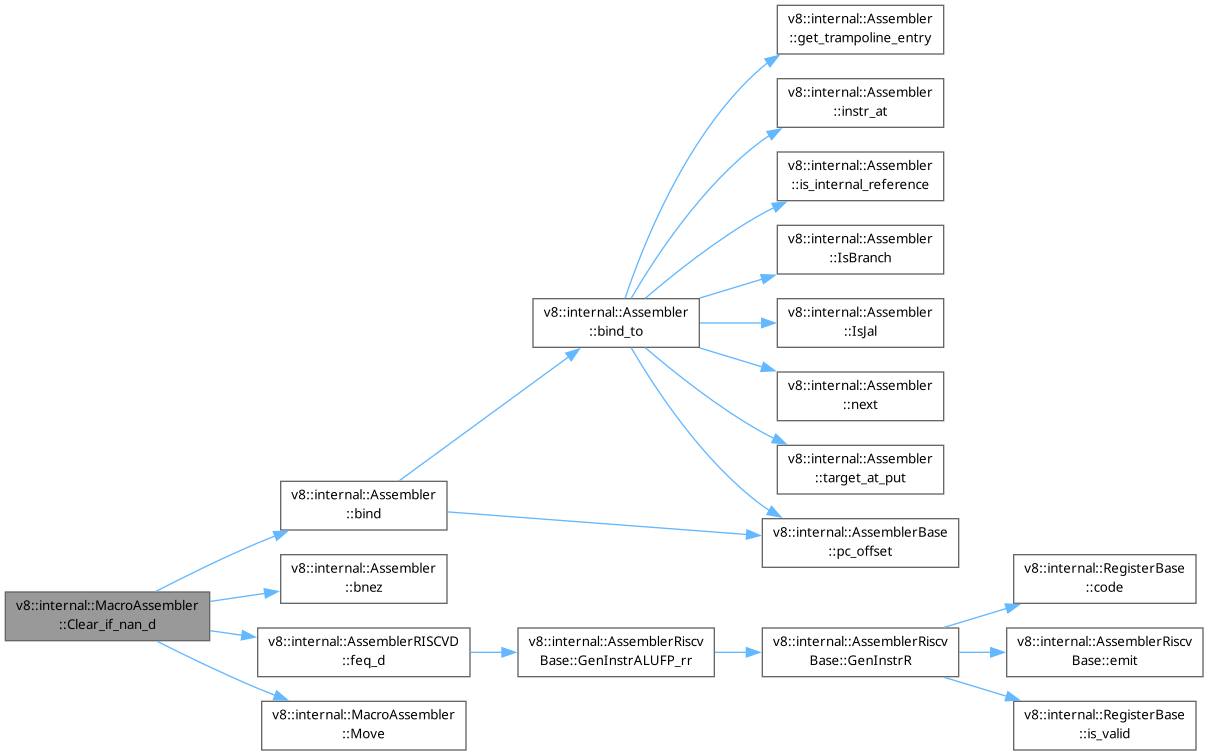 v8::internal::Assembler
::get_trampoline_entry
v8::internal::Assembler
::instr_at
v8::internal::Assembler
::is_internal_reference
v8::internal::Assembler
::IsBranch
v8::internal::Assembler
::bind_to
v8::internal::Assembler
::IsJal
v8::internal::Assembler
::next
v8::internal::Assembler
::target_at_put
v8::internal::Assembler
::bind
v8::internal::AssemblerBase
::pc_offset
v8::internal::Assembler
::bnez
v8::internal::RegisterBase
::code
v8::internal::MacroAssembler
::Clear_if_nan_d
v8::internal::AssemblerRISCVD
::feq_d
v8::internal::AssemblerRiscv
Base::GenInstrALUFP_rr
v8::internal::AssemblerRiscv
Base::GenInstrR
v8::internal::AssemblerRiscv
Base::emit
v8::internal::MacroAssembler
::Move
v8::internal::RegisterBase
::is_valid